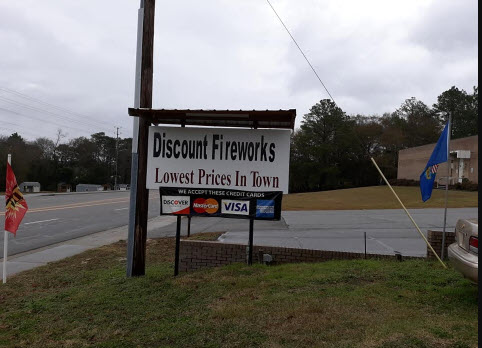 Discount Fireworks
Lowest Prices In Town
WE ACCEPT THESE CREDIT CARDS
DISCOVER
MasterCard
VISA